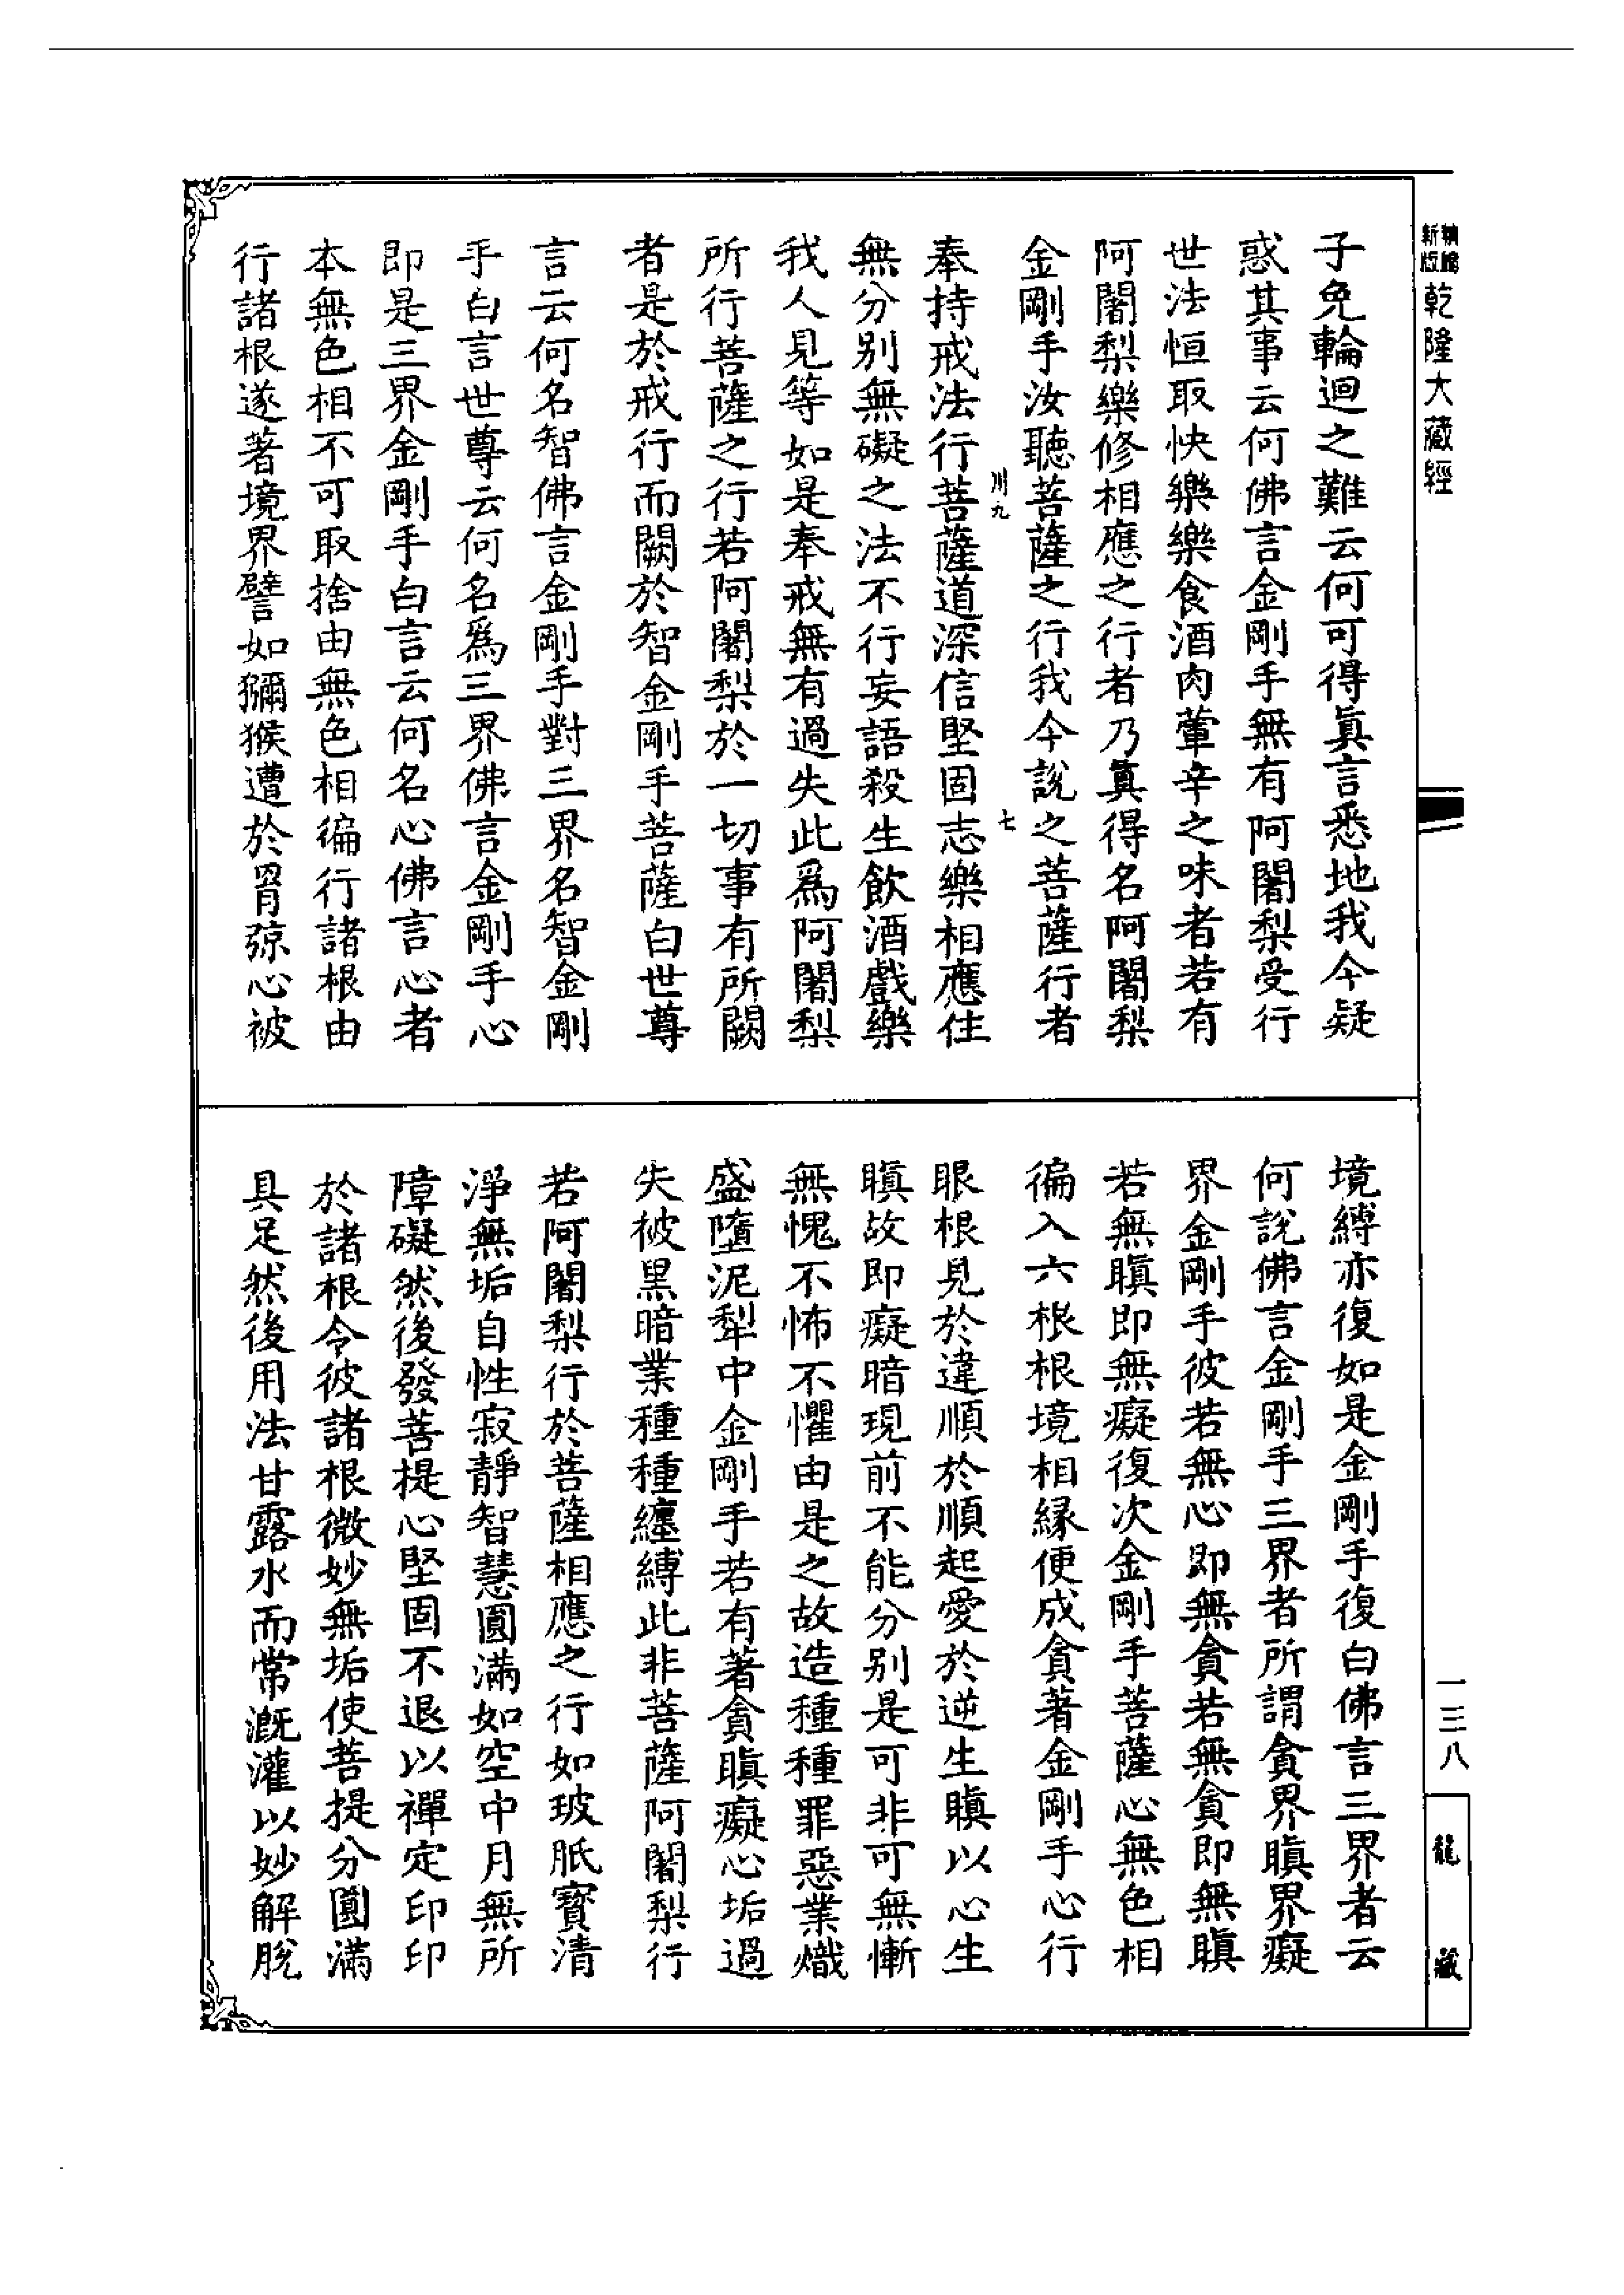 新版
乾隆大藏經
子免輪迴之難云何可得眞言悉地我今疑
惑其事云何佛言金剛手無有阿闍梨受行
世法恒取快樂樂食酒肉葷辛之味者若有
阿闍梨樂修相應之行者乃眞得名阿闍梨
金剛手汝聽菩薩之行我今說之菩薩行者
川九
七
奉持戒法行菩薩道深信堅固志樂相應住
無分別無礙之法不行妄語殺生飲酒戲樂
我人見等如是奉戒無有過失此爲阿闍梨
所行菩薩之行若阿闍梨於一切事有所闕
者是於戒行而闕於智金剛手菩薩白世尊
言云何名智佛言金剛手對三界名智金剛
手白言世尊云何名爲三界佛言金剛手心
即是三界金剛手白言云何名心佛言心者
本無色相不可取捨由無色相徧行諸根由
行諸根遂著境界譬如獼猴遭於罥弶心被
境縛亦復如是金剛手復白佛言三界者云
何說佛言金剛手三界者所謂貪界瞋界癡
界金剛手彼若無心即無貪若無貪即無瞋
若無瞋即無癡復次金剛手菩薩心無色相
徧入六根根境相緣便成貪著金剛手心行
眼根見於違順於順起愛於逆生瞋以心生
瞋故即癡暗現前不能分別是可非可無慚
無愧不怖不懼由是之故造種種罪惡業熾
盛墮泥犁中金剛手若有著貪瞋癡心垢過
失被黑暗業種種纏縛此非菩薩阿闍梨行
若阿闍梨行於菩薩相應之行如玻胝寶清
淨無垢自性寂靜智慧圓滿如空中月無所
障礙然後發菩提心堅固不退以禪定印印
於諸根令彼諸根微妙無垢使菩提分圓滿
具足然後用法甘露水而常溉灌以妙解脫
一三八
龍藏